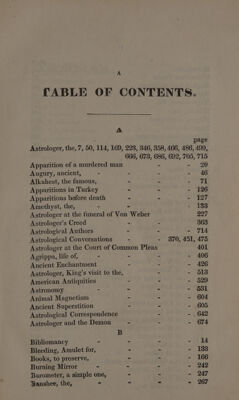 A
TABLE OF CONTENTS.
A
page
Astrologer, the, 7, 50, 114, 169, 223, 346, 358, 466, 486, 499,
666, 673, 686, 692, 705, 715
Apparition of a murdered man - - 20
Augury, ancient, - - - - 46
Alkahest, the famous, - - - 71
Apparitions in Turkey - - - 126
Apparitions before death - - - 127
Amethyst, the, - - - - 133
Astrologer at the funeral of Von Weber 227
Astrologer's Creed - - - 363
Astrological Authors - - - 714
Astrological Conversations - 370, 451, 475
Astrologer at the Court of Common Pleas 401
Agrippa, life of, - - - - 406
Ancient Enchantment - - - 426
Astrologer, King's visit to the, - - 513
American Antiquities - - - 529
Astronomy - - - - 531
Animal Magnetism - - - 604
Ancient Superstition - - - 605
Astrological Correspondence - - 642
Astrologer and the Demon - - 674
B
Bibliomancy - - - - 14
Bleeding, Amulet for, - - - 133
Books, to preserve, - - - 166
Burning Mirror - - - - 242
Barometer, a simple one, - - 247
Banshee, the, - - - - 267